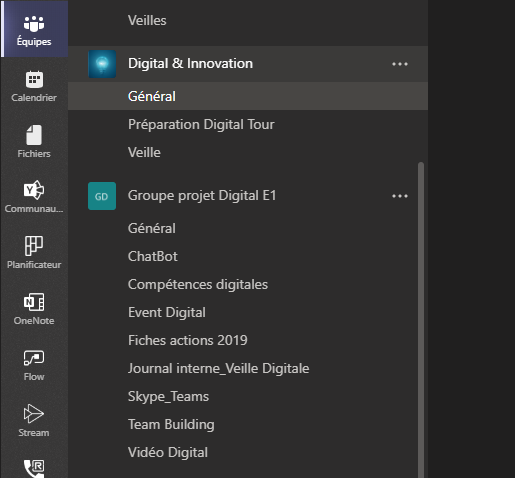 Équipes
Calendrier
Fichiers
Communau...
Planificateur
OneNote
Flow
Stream
Veilles
Digital & Innovation
Général
Préparation Digital Tour
Veille
GD
Groupe projet Digital E1
Général
ChatBot
Compétences digitales
Event Digital
Fiches actions 2019
Journal interne_Veille Digitale
Skype_Teams
Team Building
Vidéo Digital